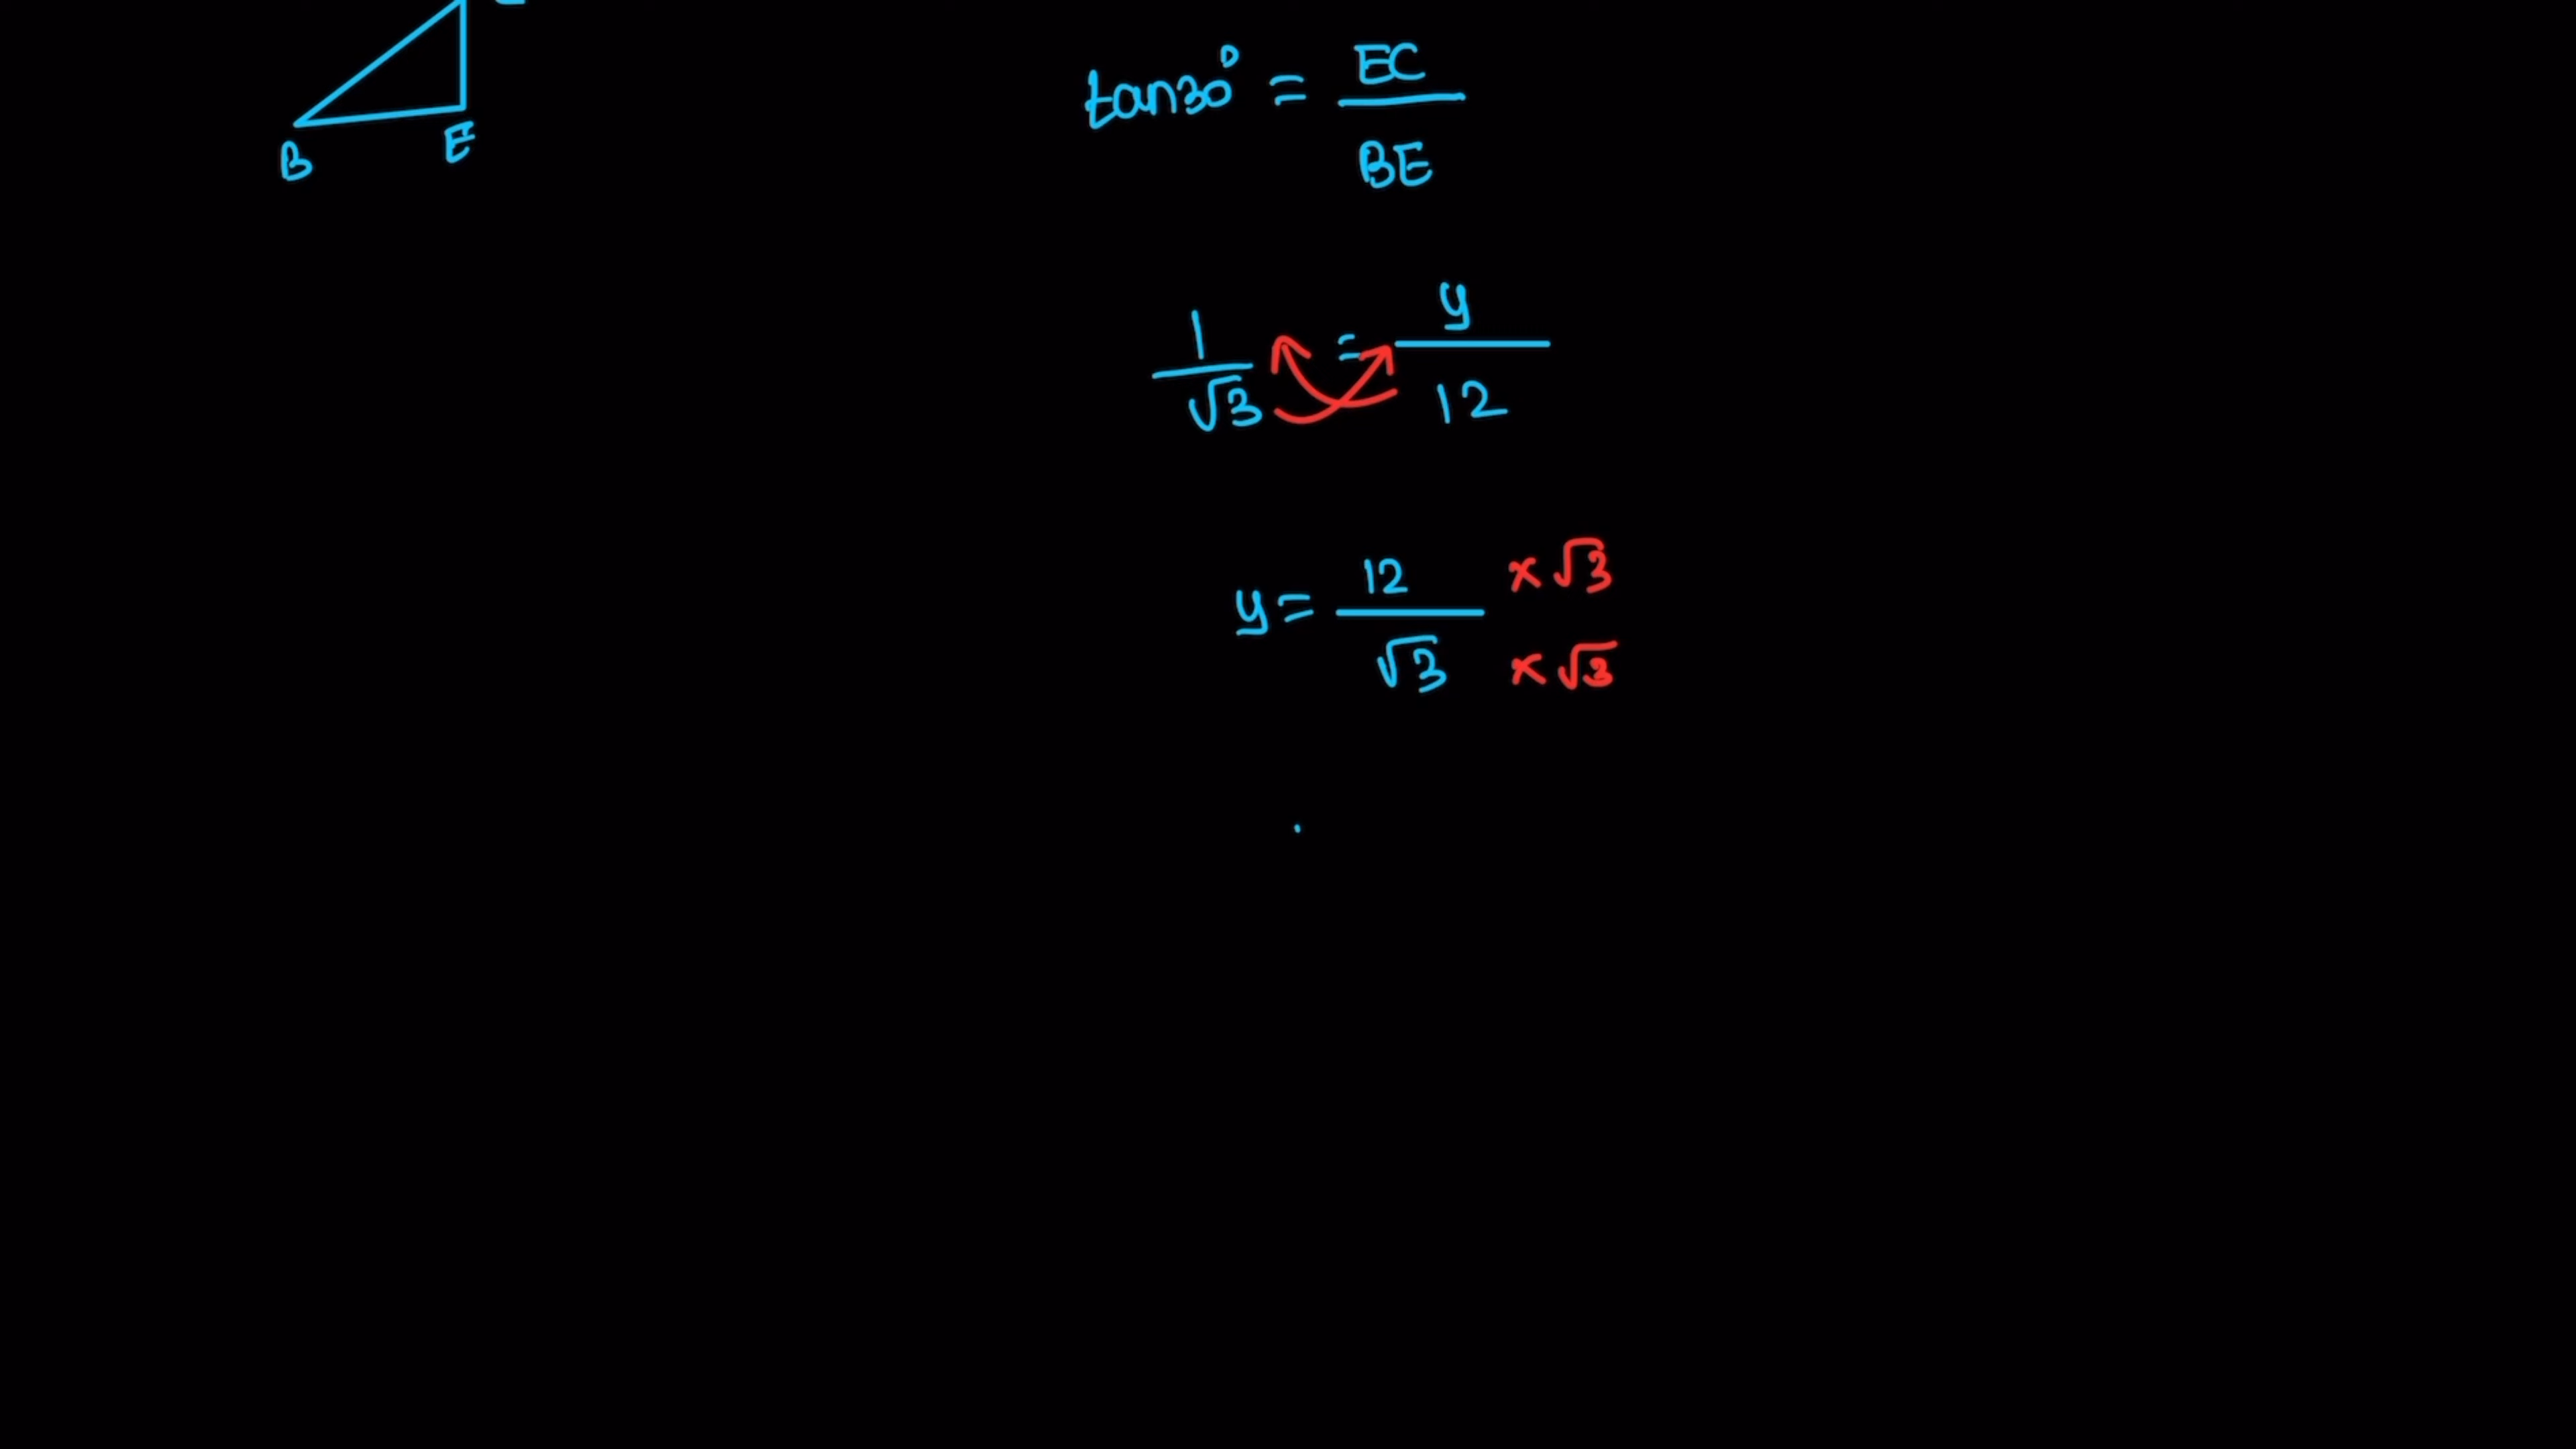 B E
tan30° = EC / BE
1 / √3 = y / 12
y = 12 × √3 / √3 × √3